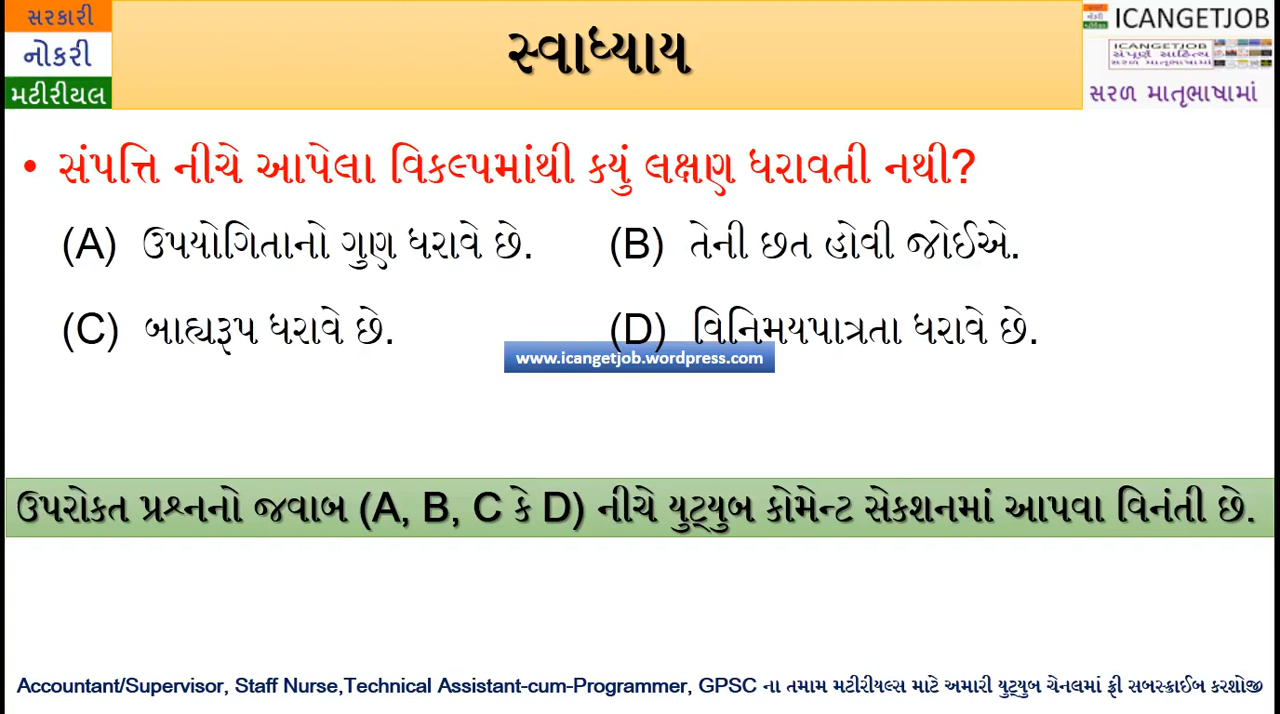 સરકારી
નોકરી
મટીરીયલ
સ્વાધ્યાય
ICANGETJOB
ICANGETJOB
સંપૂર્ણ સાહિત્ય
સરળ માતૃભાષામાં
સરળ માતૃભાષામાં
• સંપત્તિ નીચે આપેલા વિકલ્પમાંથી કયું લક્ષણ ધરાવતી નથી?
(A) ઉપયોગિતાનો ગુણ ધરાવે છે. (B) તેની છત હોવી જોઈએ.
(C) બાહ્યરૂપ ધરાવે છે. (D) વિનિમયપાત્રતા ધરાવે છે.
www.icangetjob.wordpress.com
ઉપરોક્ત પ્રશ્નનો જવાબ (A, B, C કે D) નીચે યુટ્યુબ કોમેન્ટ સેકશનમાં આપવા વિનંતી છે.
Accountant/Supervisor, Staff Nurse,Technical Assistant-cum-Programmer, GPSC ના તમામ મટીરીયલ્સ માટે અમારી યુટ્યુબ ચેનલમાં ફ્રી સબસ્ક્રાઈબ કરશોજી